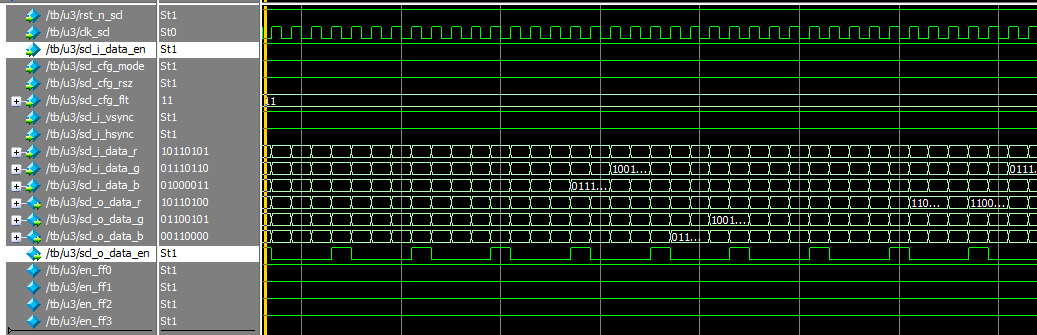 /tb/u3/rst_n_scl St1
/tb/u3/clk_scl St0
/tb/u3/scl_i_data_en St1
/tb/u3/scl_cfg_mode St1
/tb/u3/scl_cfg_rsz St1
/tb/u3/scl_cfg_flt 11 11
/tb/u3/scl_i_vsync St1
/tb/u3/scl_i_hsync St1
/tb/u3/scl_i_data_r 10110101
/tb/u3/scl_i_data_g 01110110 1001... 0111...
/tb/u3/scl_i_data_b 01000011 0111...
/tb/u3/scl_o_data_r 10110100 110... 1100...
/tb/u3/scl_o_data_g 01100101 1001...
/tb/u3/scl_o_data_b 00110000 011...
/tb/u3/scl_o_data_en St1
/tb/u3/en_ff0 St1
/tb/u3/en_ff1 St1
/tb/u3/en_ff2 St1
/tb/u3/en_ff3 St1